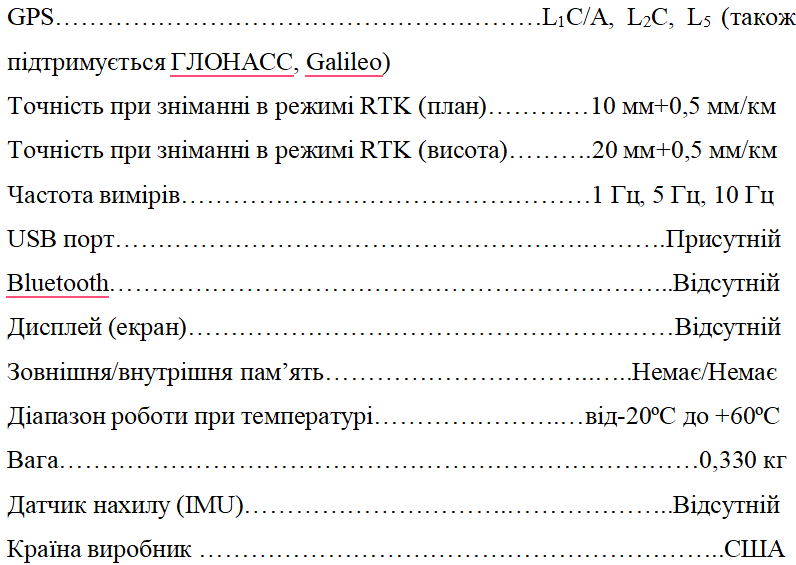 GPS……………………………………………L₁C/A, L₂C, L₅ (також
підтримується ГЛОНАСС, Galileo)
Точність при зніманні в режимі RTK (план)…………10 мм+0,5 мм/км
Точність при зніманні в режимі RTK (висота)……….20 мм+0,5 мм/км
Частота вимірів………………………………………1 Гц, 5 Гц, 10 Гц
USB порт…………………………………………….……….Присутній
Bluetooth……………………………………………….…...Відсутній
Дисплей (екран)……………………………………………Відсутній
Зовнішня/внутрішня пам’ять………………………..…..Немає/Немає
Діапазон роботи при температурі……………….…від-20ºС до +60ºС
Вага……………………………………………………………0,330 кг
Датчик нахилу (IMU)…………………………………..Відсутній
Країна виробник ………………………………………………..США